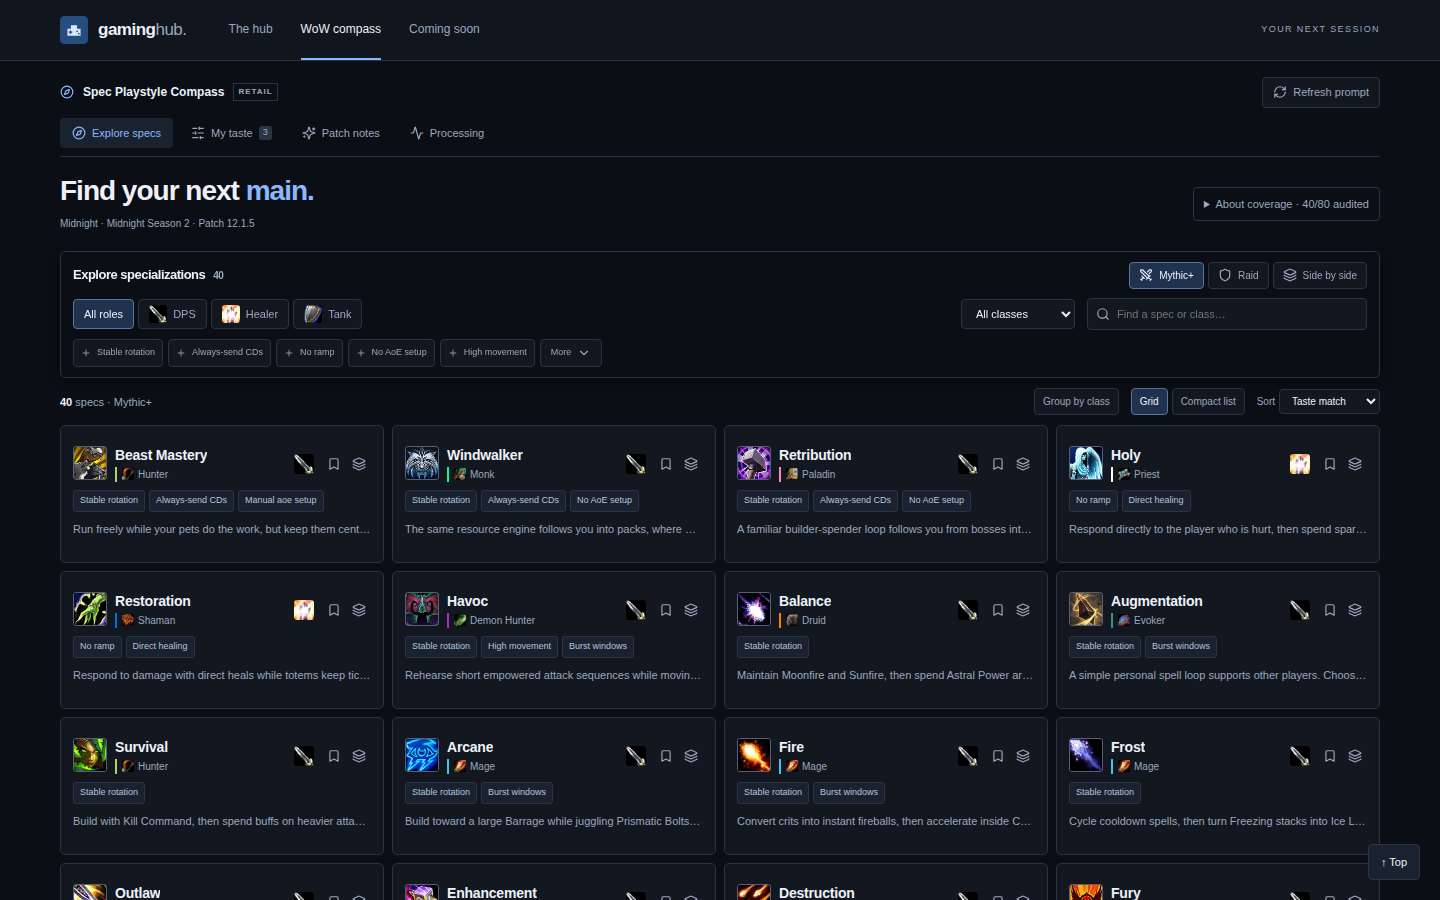 gaminghub.
The hub
WoW compass
Coming soon
YOUR NEXT SESSION
Spec Playstyle Compass
RETAIL
Refresh prompt
Explore specs
My taste 3
Patch notes
Processing
Find your next main.
Midnight · Midnight Season 2 · Patch 12.1.5
About coverage · 40/80 audited
Explore specializations 40
Mythic+
Raid
Side by side
All roles
DPS
Healer
Tank
All classes
Find a spec or class…
+ Stable rotation
+ Always-send CDs
+ No ramp
+ No AoE setup
+ High movement
More
40 specs · Mythic+
Group by class
Grid
Compact list
Sort
Taste match
Beast Mastery
Hunter
Stable rotation
Always-send CDs
Manual aoe setup
Run freely while your pets do the work, but keep them cent…
Windwalker
Monk
Stable rotation
Always-send CDs
No AoE setup
The same resource engine follows you into packs, where …
Retribution
Paladin
Stable rotation
Always-send CDs
No AoE setup
A familiar builder-spender loop follows you from bosses int…
Holy
Priest
No ramp
Direct healing
Respond directly to the player who is hurt, then spend spar…
Restoration
Shaman
No ramp
Direct healing
Respond to damage with direct heals while totems keep tic…
Havoc
Demon Hunter
Stable rotation
High movement
Burst windows
Rehearse short empowered attack sequences while movin…
Balance
Druid
Stable rotation
Maintain Moonfire and Sunfire, then spend Astral Power ar…
Augmentation
Evoker
Stable rotation
Burst windows
A simple personal spell loop supports other players. Choos…
Survival
Hunter
Stable rotation
Build with Kill Command, then spend buffs on heavier atta…
Arcane
Mage
Stable rotation
Burst windows
Build toward a large Barrage while juggling Prismatic Bolts…
Fire
Mage
Stable rotation
Burst windows
Convert crits into instant fireballs, then accelerate inside C…
Frost
Mage
Stable rotation
Cycle cooldown spells, then turn Freezing stacks into Ice L…
↑ Top
Outlaw
Enhancement
Destruction
Fury